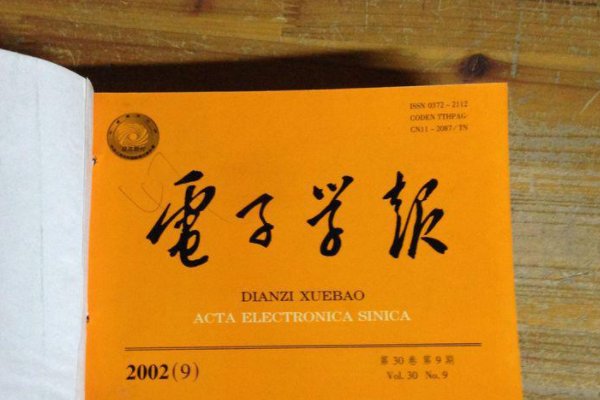 ISSN 0372-2112
CODEN TTHPAG
CN11-2087/TN
電子学報
DIANZI XUEBAO
ACTA ELECTRONICA SINICA
2002(9)
第30卷第9期
Vol. 30 No. 9